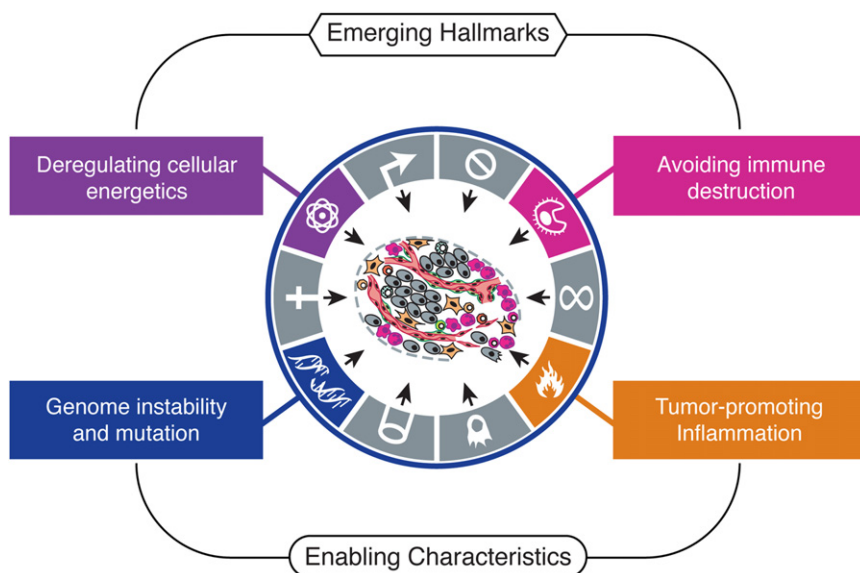 Emerging Hallmarks
Deregulating cellular
energetics
Avoiding immune
destruction
Genome instability
and mutation
Tumor-promoting
Inflammation
Enabling Characteristics